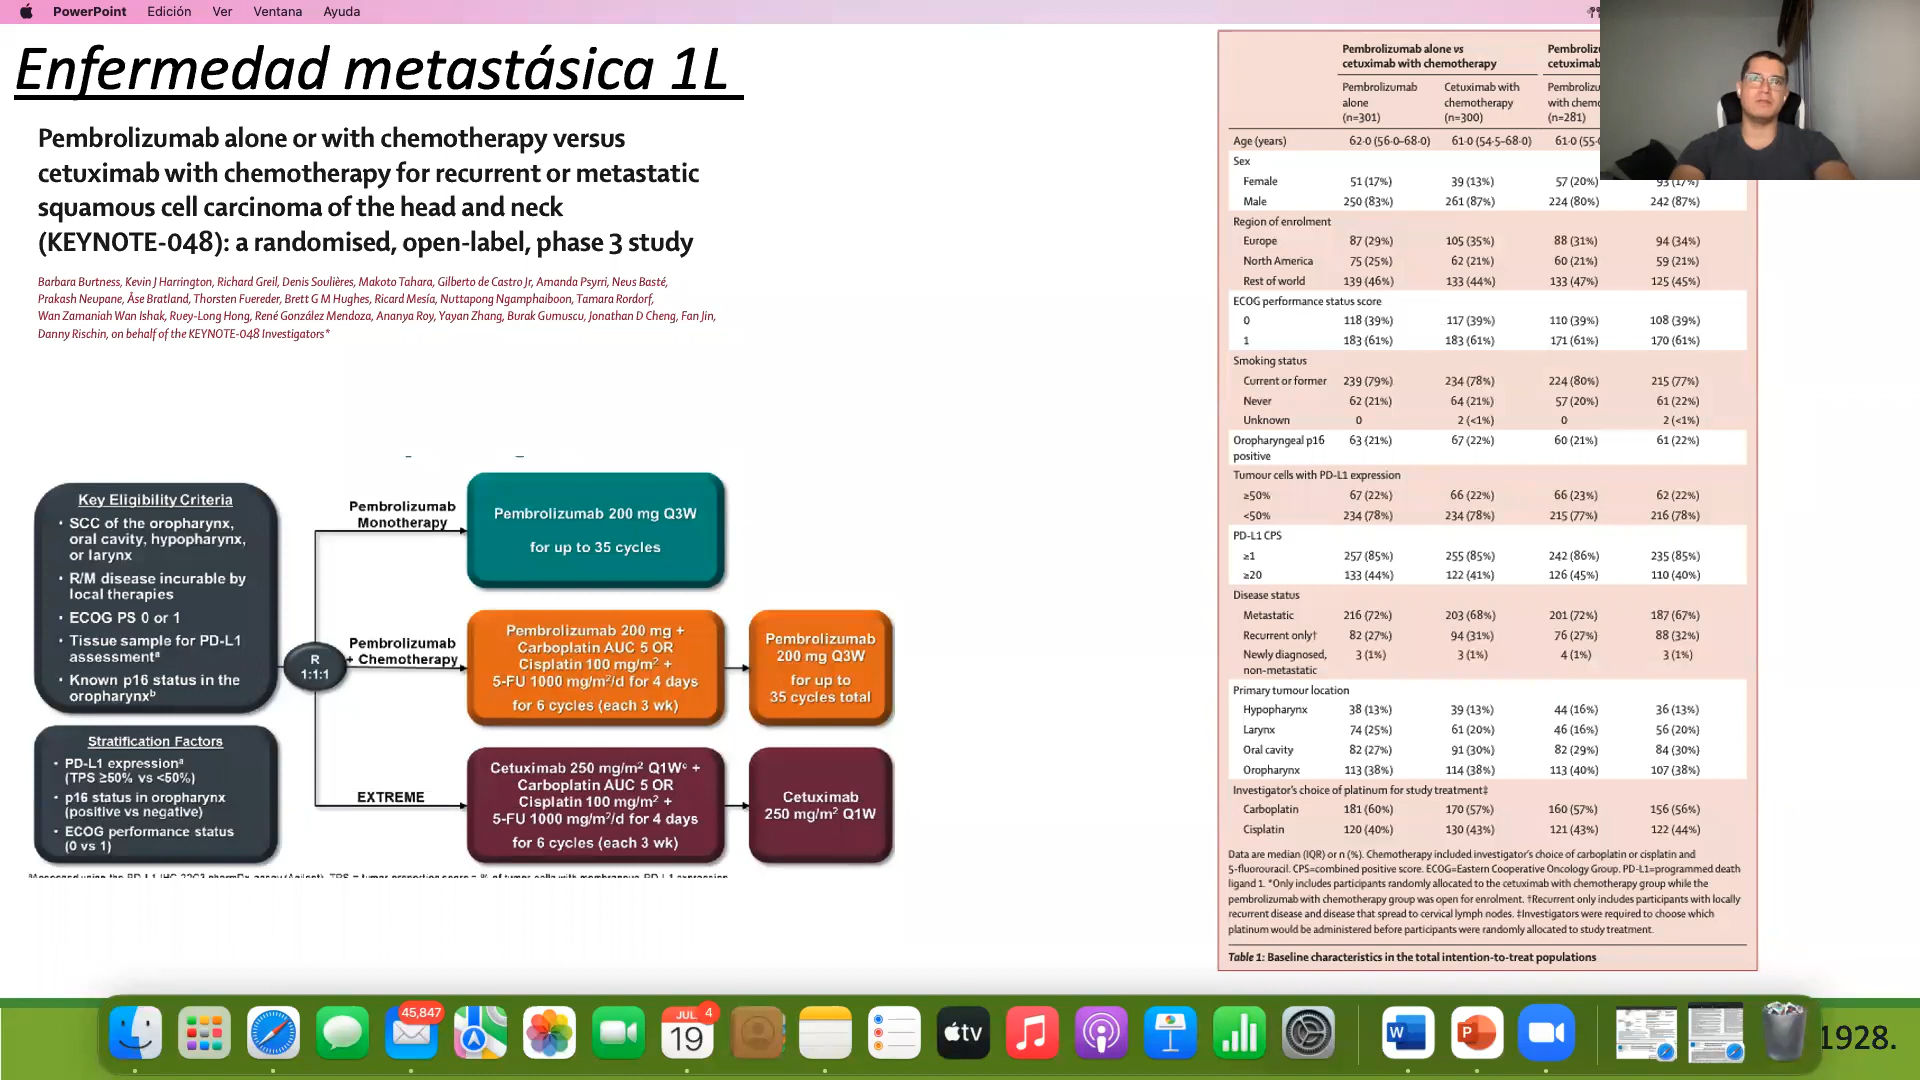 PowerPoint Edición Ver Ventana Ayuda
Enfermedad metastásica 1L
Pembrolizumab alone or with chemotherapy versus
cetuximab with chemotherapy for recurrent or metastatic
squamous cell carcinoma of the head and neck
(KEYNOTE-048): a randomised, open-label, phase 3 study
Barbara Burtness, Kevin J Harrington, Richard Greil, Denis Soulières, Makoto Tahara, Gilberto de Castro Jr, Amanda Psyrri, Neus Basté,
Prakash Neupane, Åse Bratland, Thorsten Fuereder, Brett G M Hughes, Ricard Mesía, Nuttapong Ngamphaiboon, Tamara Rordorf,
Wan Zamaniah Wan Ishak, Ruey-Long Hong, René González Mendoza, Ananya Roy, Yayan Zhang, Burak Gumuscu, Jonathan D Cheng, Fan Jin,
Danny Rischin, on behalf of the KEYNOTE-048 Investigators*
Key Eligibility Criteria
• SCC of the oropharynx,
oral cavity, hypopharynx,
or larynx
• R/M disease incurable by
local therapies
• ECOG PS 0 or 1
• Tissue sample for PD-L1
assessmentª
• Known p16 status in the
oropharynxᵇ
Stratification Factors
• PD-L1 expressionª
(TPS ≥50% vs <50%)
• p16 status in oropharynx
(positive vs negative)
• ECOG performance status
(0 vs 1)
R
1:1:1
Pembrolizumab
Monotherapy
Pembrolizumab 200 mg Q3W
for up to 35 cycles
Pembrolizumab
+ Chemotherapy
Pembrolizumab 200 mg +
Carboplatin AUC 5 OR
Cisplatin 100 mg/m² +
5-FU 1000 mg/m²/d for 4 days
for 6 cycles (each 3 wk)
Pembrolizumab
200 mg Q3W
for up to
35 cycles total
EXTREME
Cetuximab 250 mg/m² Q1Wᶜ +
Carboplatin AUC 5 OR
Cisplatin 100 mg/m² +
5-FU 1000 mg/m²/d for 4 days
for 6 cycles (each 3 wk)
Cetuximab
250 mg/m² Q1W
Pembrolizumab alone vs
cetuximab with chemotherapy
Pembrolizumab
alone
(n=301)
Cetuximab with
chemotherapy
(n=300)
(n=281)
Age (years) 62·0 (56·0–68·0) 61·0 (54·5–68·0) 61·0
Sex
Female 51 (17%) 39 (13%) 57 (20%)
Male 250 (83%) 261 (87%) 224 (80%) 242 (87%)
Region of enrolment
Europe 87 (29%) 105 (35%) 88 (31%) 94 (34%)
North America 75 (25%) 62 (21%) 60 (21%) 59 (21%)
Rest of world 139 (46%) 133 (44%) 133 (47%) 125 (45%)
ECOG performance status score
0 118 (39%) 117 (39%) 110 (39%) 108 (39%)
1 183 (61%) 183 (61%) 171 (61%) 170 (61%)
Smoking status
Current or former 239 (79%) 234 (78%) 224 (80%) 215 (77%)
Never 62 (21%) 64 (21%) 57 (20%) 61 (22%)
Unknown 0 2 (<1%) 0 2 (<1%)
Oropharyngeal p16 63 (21%) 67 (22%) 60 (21%) 61 (22%)
positive
Tumour cells with PD-L1 expression
≥50% 67 (22%) 66 (22%) 66 (23%) 62 (22%)
<50% 234 (78%) 234 (78%) 215 (77%) 216 (78%)
PD-L1 CPS
≥1 257 (85%) 255 (85%) 242 (86%) 235 (85%)
≥20 133 (44%) 122 (41%) 126 (45%) 110 (40%)
Disease status
Metastatic 216 (72%) 203 (68%) 201 (72%) 187 (67%)
Recurrent only† 82 (27%) 94 (31%) 76 (27%) 88 (32%)
Newly diagnosed, 3 (1%) 3 (1%) 4 (1%) 3 (1%)
non-metastatic
Primary tumour location
Hypopharynx 38 (13%) 39 (13%) 44 (16%) 36 (13%)
Larynx 74 (25%) 61 (20%) 46 (16%) 56 (20%)
Oral cavity 82 (27%) 91 (30%) 82 (29%) 84 (30%)
Oropharynx 113 (38%) 114 (38%) 113 (40%) 107 (38%)
Investigator's choice of platinum for study treatment‡
Carboplatin 181 (60%) 170 (57%) 160 (57%) 156 (56%)
Cisplatin 120 (40%) 130 (43%) 121 (43%) 122 (44%)
Data are median (IQR) or n (%). Chemotherapy included investigator's choice of carboplatin or cisplatin and
5-fluorouracil. CPS=combined positive score. ECOG=Eastern Cooperative Oncology Group. PD-L1=programmed death
ligand 1. *Only includes participants randomly allocated to the cetuximab with chemotherapy group while the
pembrolizumab with chemotherapy group was open for enrolment. †Recurrent only includes participants with locally
recurrent disease and disease that spread to cervical lymph nodes. ‡Investigators were required to choose which
platinum would be administered before participants were randomly allocated to study treatment.
Table 1: Baseline characteristics in the total intention-to-treat populations
45,847
JUL 4
19
tv
W
P
1928.